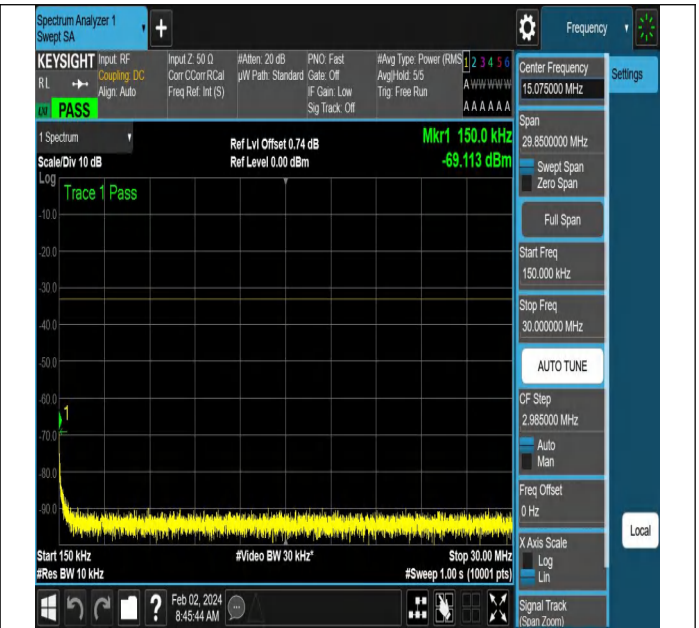 Spectrum Analyzer 1
Swept SA
+
Frequency
KEYSIGHT
RL
PASS
Input: RF
Coupling: DC
Align: Auto
Input Z: 50 Ω
Corr CCorr RCal
Freq Ref: Int (S)
#Atten: 20 dB
µW Path: Standard
PNO: Fast
Gate: Off
IF Gain: Low
Sig Track: Off
#Avg Type: Power (RMS
Avg|Hold: 5/5
Trig: Free Run
1 2 3 4 5 6
A W W W W W
A A A A A A
1 Spectrum
Scale/Div 10 dB
Ref Lvl Offset 0.74 dB
Ref Level 0.00 dBm
Mkr1 150.0 kHz
-69.113 dBm
Log
Trace 1 Pass
-10.0
-20.0
-30.0
-40.0
-50.0
-60.0
1
-70.0
-80.0
-90.0
Start 150 kHz
#Video BW 30 kHz*
Stop 30.00 MHz
#Res BW 10 kHz
#Sweep 1.00 s (10001 pts)
?
Feb 02, 2024
8:45:44 AM
Settings
Center Frequency
15.075000 MHz
Span
29.8500000 MHz
Swept Span
Zero Span
Full Span
Start Freq
150.000 kHz
Stop Freq
30.000000 MHz
AUTO TUNE
CF Step
2.985000 MHz
Auto
Man
Freq Offset
0 Hz
X Axis Scale
Log
Lin
Signal Track
(Span Zoom)
Local